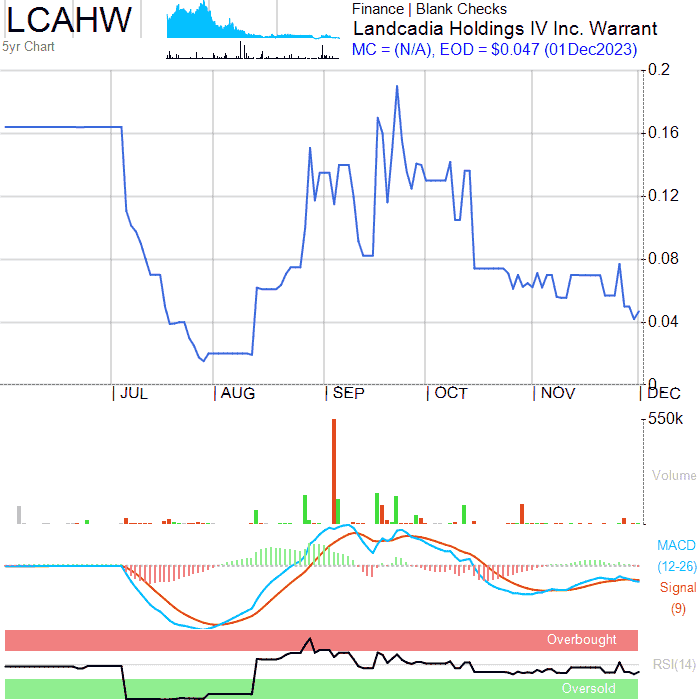 LCAHW
5yr Chart
Finance | Blank Checks
Landcadia Holdings IV Inc. Warrant
MC = (N/A), EOD = $0.047 (01Dec2023)
0.2
0.16
0.12
0.08
0.04
0
JUL AUG SEP OCT NOV DEC
550k
Volume
MACD
(12-26)
Signal
(9)
Overbought
RSI(14)
Oversold